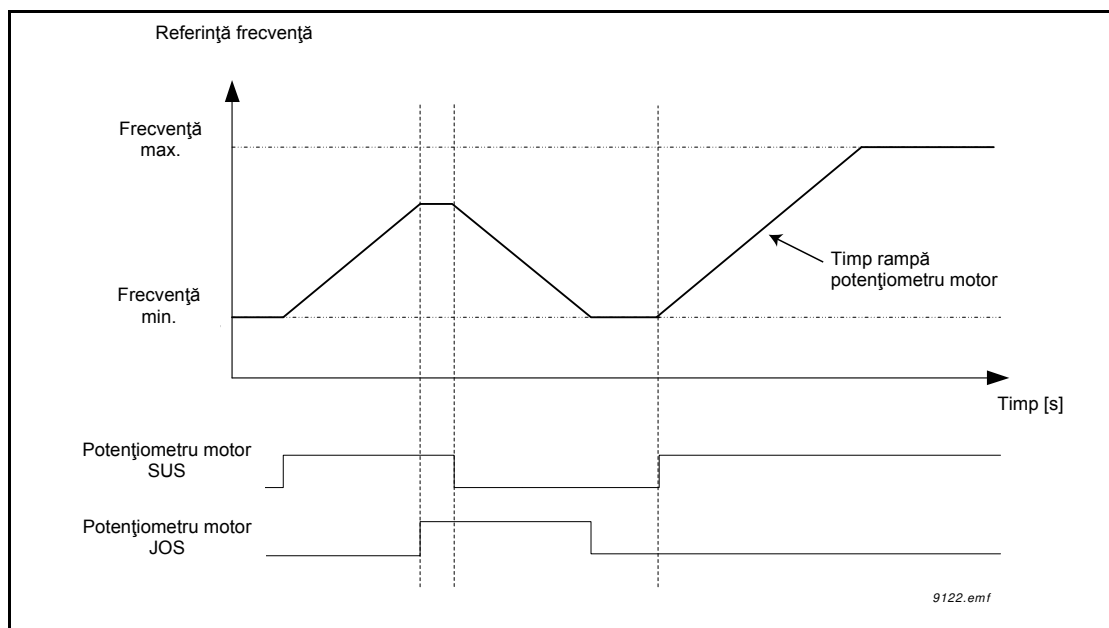 Referinţă frecvenţă
Frecvenţă
max.
Timp rampă
potenţiometru motor
Frecvenţă
min.
Timp [s]
Potenţiometru motor
SUS
Potenţiometru motor
JOS
9122.emf